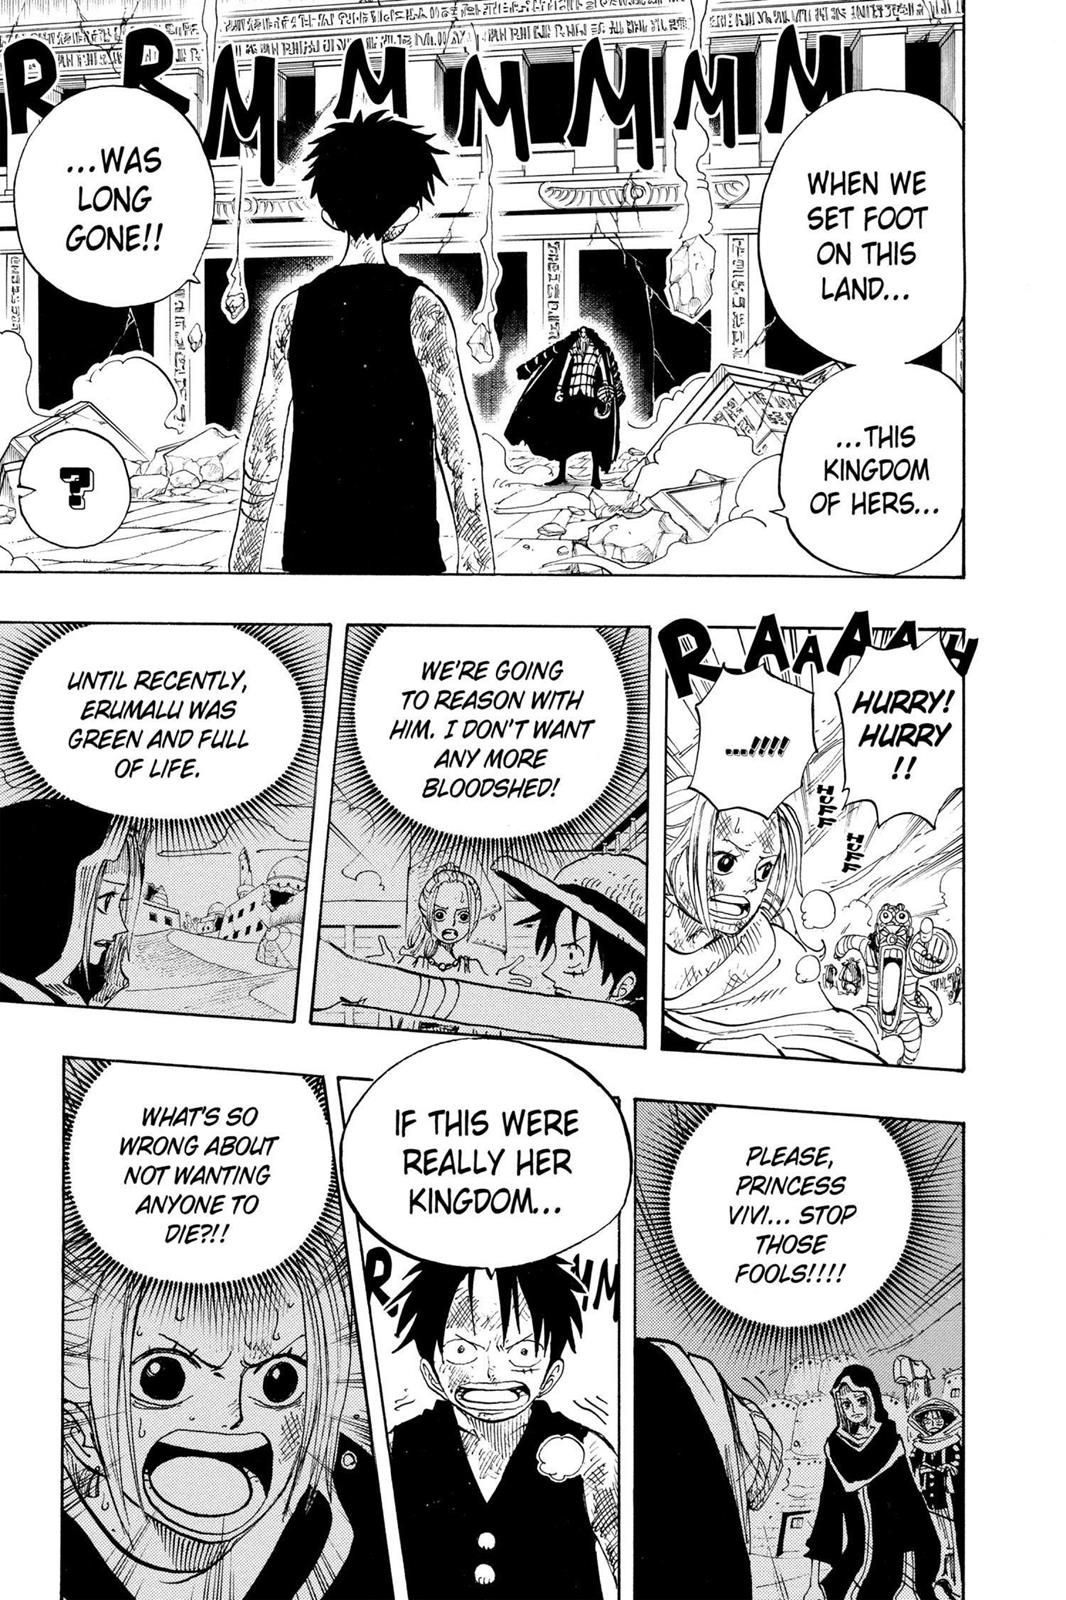 RRMMMMMMM
WHEN WE
SET FOOT
ON THIS
LAND...
...THIS
KINGDOM
OF HERS...
...WAS
LONG
GONE!!
?
RAAAAH
HURRY!
HURRY
!!
...!!!!
HUFF
HUFF
WE'RE GOING
TO REASON WITH
HIM. I DON'T WANT
ANY MORE
BLOODSHED!
UNTIL RECENTLY,
ERUMALU WAS
GREEN AND FULL
OF LIFE.
PLEASE,
PRINCESS
VIVI... STOP
THOSE
FOOLS!!!!
IF THIS WERE
REALLY HER
KINGDOM...
WHAT'S SO
WRONG ABOUT
NOT WANTING
ANYONE TO
DIE?!!